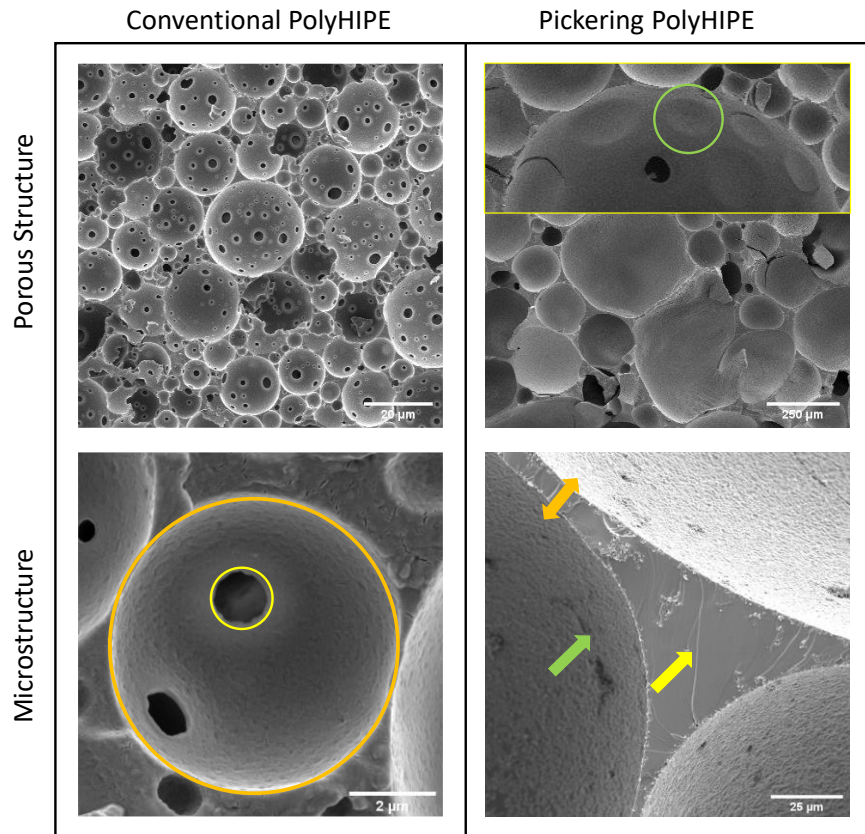 Conventional PolyHIPE
Pickering PolyHIPE
Porous Structure
20 µm
250 µm
Microstructure
2 µm
25 µm